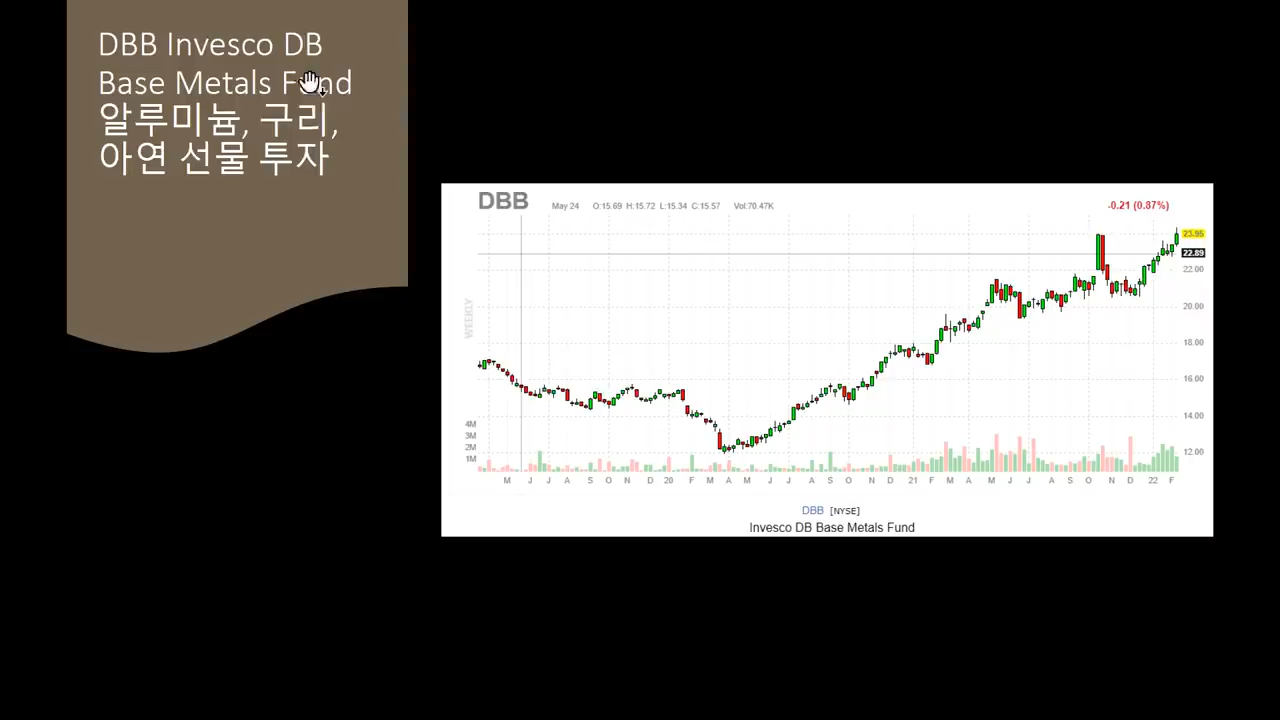 DBB Invesco DB
Base Metals Fund
알루미늄, 구리,
아연 선물 투자
DBB May 24 O:15.69 H:15.72 L:15.34 C:15.57 Vol:70.47K -0.21 (0.87%)
23.95
22.89
22.00
20.00
18.00
16.00
14.00
12.00
WEEKLY
4M
3M
2M
1M
M J J A S O N D 20 F M A M J J A S O N D 21 F M A M J J A S O N D 22 F
DBB [NYSE]
Invesco DB Base Metals Fund